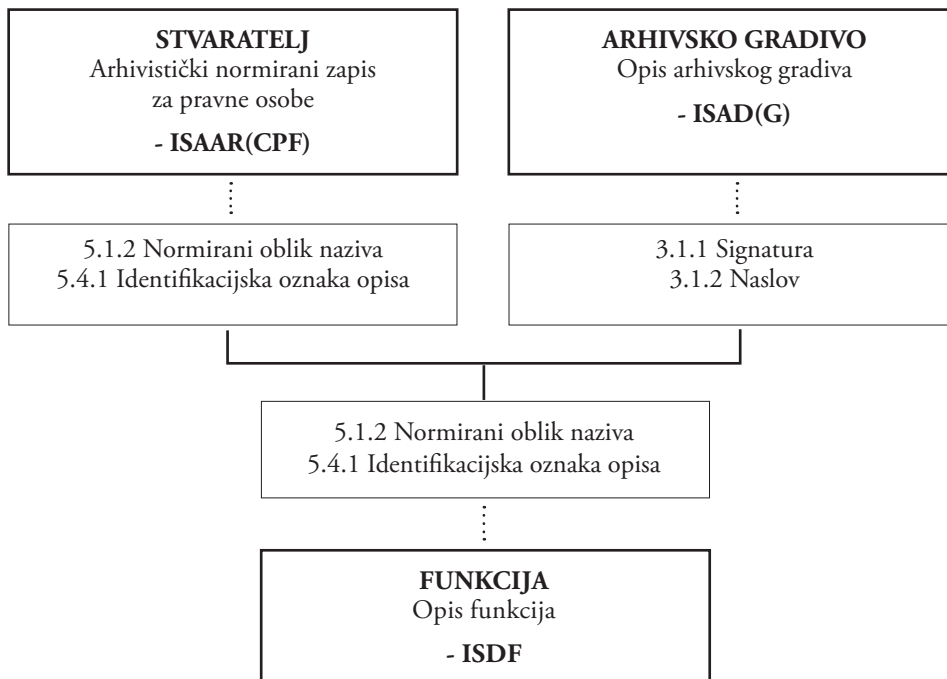 STVARATELJ
Arhivistički normirani zapis
za pravne osobe
- ISAAR(CPF)
ARHIVSKO GRADIVO
Opis arhivskog gradiva
- ISAD(G)
5.1.2 Normirani oblik naziva
5.4.1 Identifikacijska oznaka opisa
3.1.1 Signatura
3.1.2 Naslov
5.1.2 Normirani oblik naziva
5.4.1 Identifikacijska oznaka opisa
FUNKCIJA
Opis funkcija
- ISDF